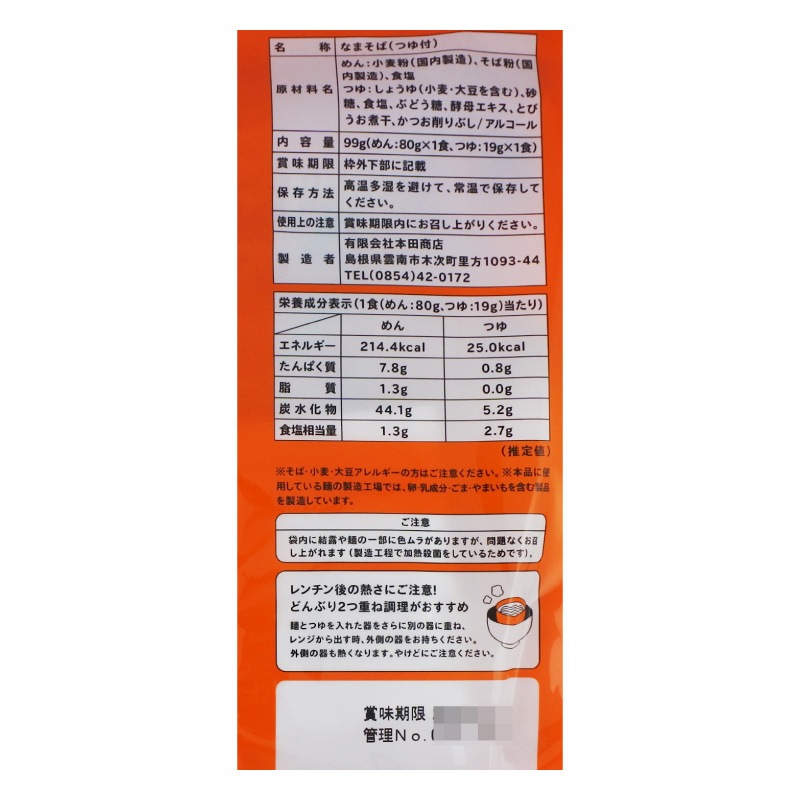 名称 なまそば(つゆ付)
原材料名 めん:小麦粉(国内製造)、そば粉(国
内製造)、食塩
つゆ:しょうゆ(小麦・大豆を含む)、砂
糖、食塩、ぶどう糖、酵母エキス、とび
うお煮干、かつお削りぶし/アルコール
内容量 99g(めん:80g×1食、つゆ:19g×1食)
賞味期限 枠外下部に記載
保存方法 高温多湿を避けて、常温で保存して
ください。
使用上の注意 賞味期限内にお召し上がりください。
製造者 有限会社本田商店
島根県雲南市木次町里方1093-44
TEL(0854)42-0172
栄養成分表示(1食(めん:80g、つゆ:19g)当たり)
めん つゆ
エネルギー 214.4kcal 25.0kcal
たんぱく質 7.8g 0.8g
脂質 1.3g 0.0g
炭水化物 44.1g 5.2g
食塩相当量 1.3g 2.7g
(推定値)
※そば・小麦・大豆アレルギーの方はご注意ください。※本品に使
用している麺の製造工場では、卵・乳成分・ごま・やまいもを含む製品
を製造しています。
ご注意
袋内に結露や麺の一部に色ムラがありますが、問題なくお召
し上がれます(製造工程で加熱殺菌をしているためです)。
レンチン後の熱さにご注意!
どんぶり2つ重ね調理がおすすめ
麺とつゆを入れた器をさらに別の器に重ね、
レンジから出す時、外側の器をお持ちください。
外側の器も熱くなります。やけどにご注意ください。
賞味期限
管理No.